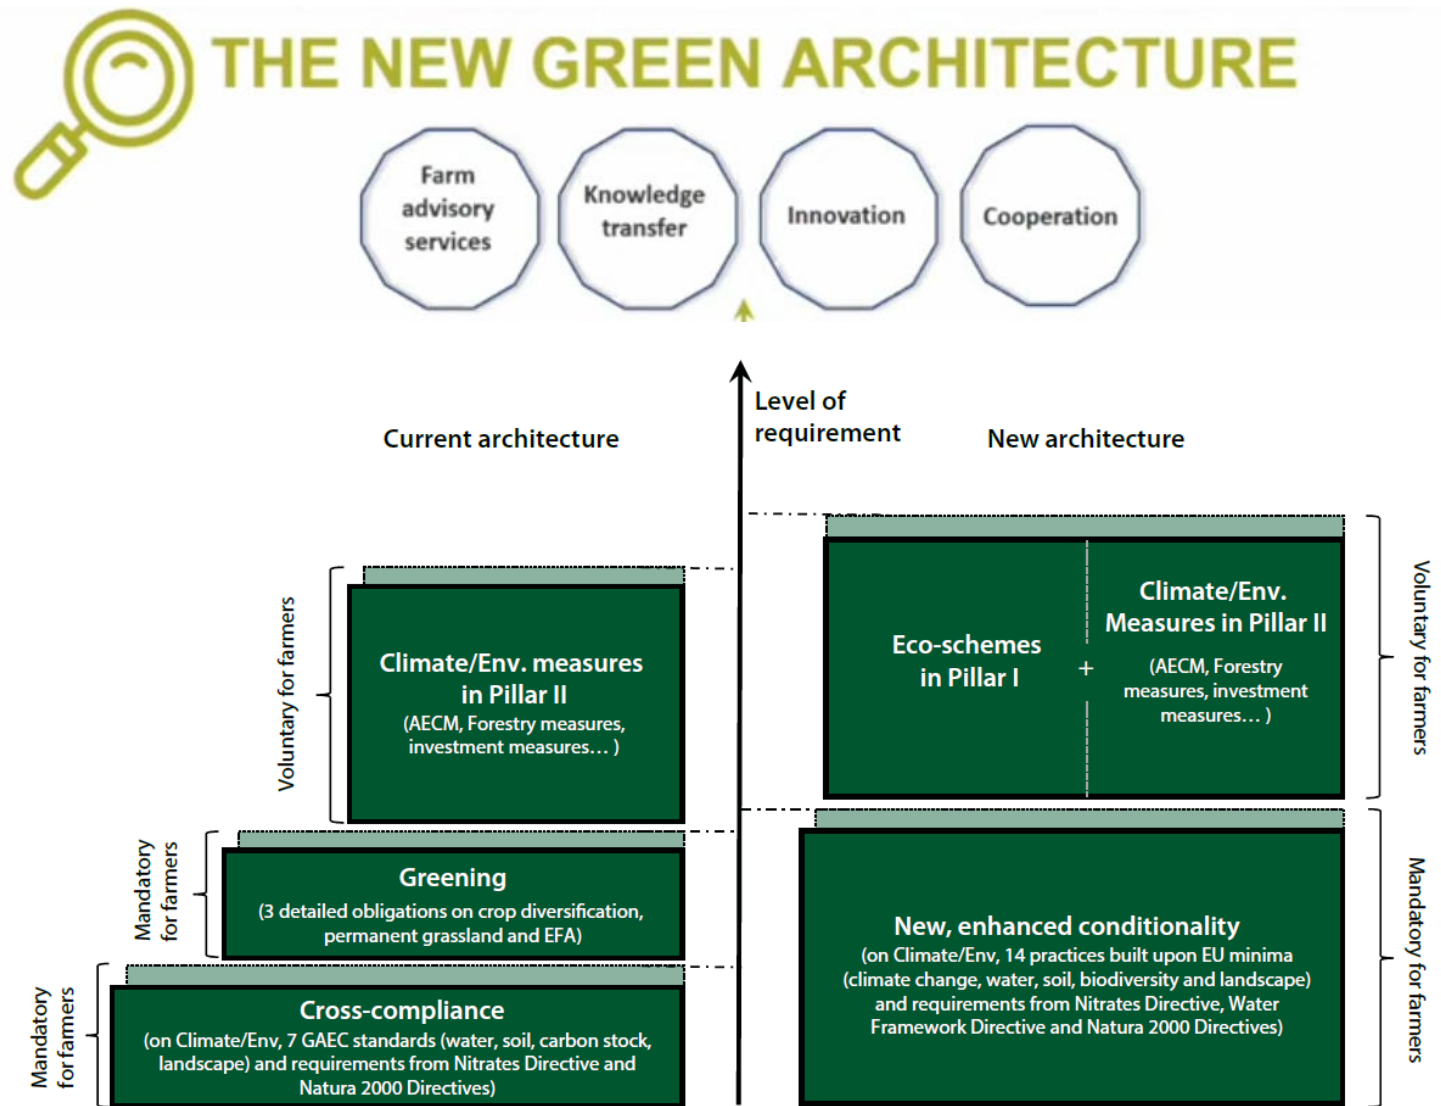 THE NEW GREEN ARCHITECTURE
Farm
advisory
services
Knowledge
transfer
Innovation
Cooperation
Level of
requirement
Current architecture
New architecture
Voluntary for farmers
Climate/Env. measures
in Pillar II
(AECM, Forestry measures,
investment measures... )
Mandatory
for farmers
Greening
(3 detailed obligations on crop diversification,
permanent grassland and EFA)
Mandatory
for farmers
Cross-compliance
(on Climate/Env, 7 GAEC standards (water, soil, carbon stock,
landscape) and requirements from Nitrates Directive and
Natura 2000 Directives)
Eco-schemes
in Pillar I
+
Climate/Env.
Measures in Pillar II
(AECM, Forestry
measures, investment
measures... )
Voluntary for farmers
New, enhanced conditionality
(on Climate/Env, 14 practices built upon EU minima
(climate change, water, soil, biodiversity and landscape)
and requirements from Nitrates Directive, Water
Framework Directive and Natura 2000 Directives)
Mandatory for farmers